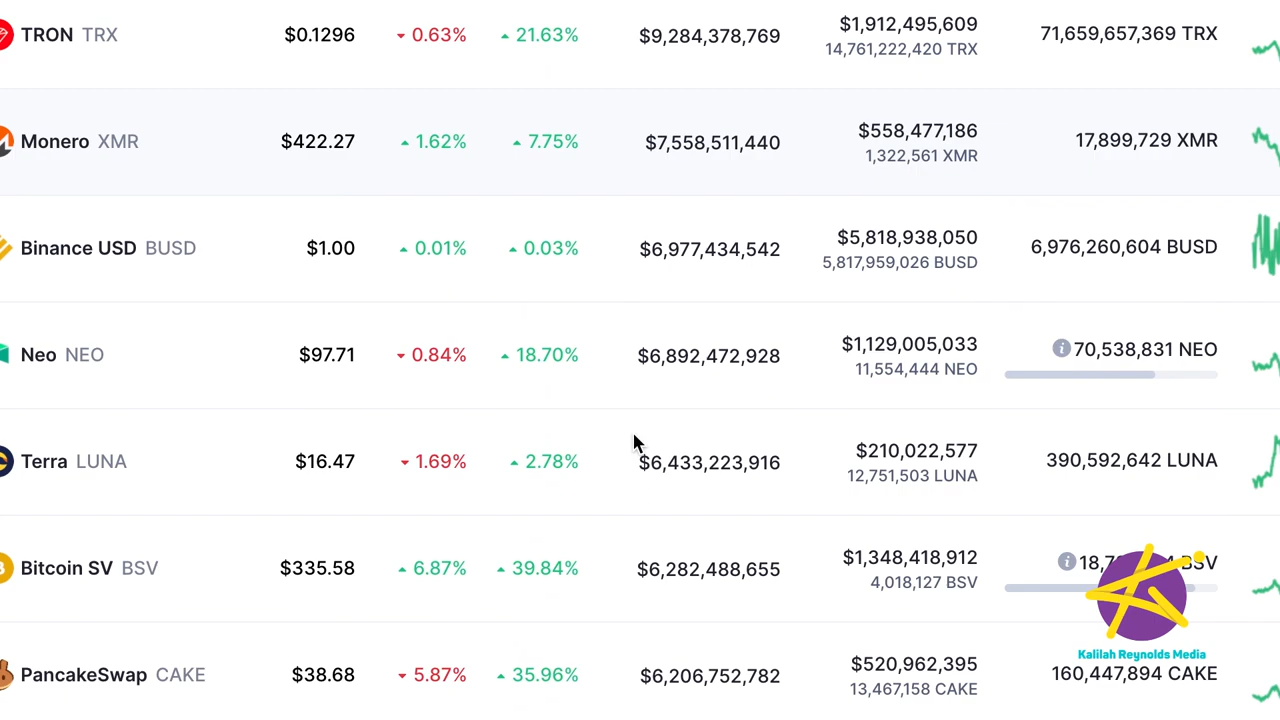 TRON TRX $0.1296 0.63% 21.63% $9,284,378,769 $1,912,495,609 71,659,657,369 TRX
14,761,222,420 TRX
Monero XMR $422.27 1.62% 7.75% $7,558,511,440 $558,477,186 17,899,729 XMR
1,322,561 XMR
Binance USD BUSD $1.00 0.01% 0.03% $6,977,434,542 $5,818,938,050 6,976,260,604 BUSD
5,817,959,026 BUSD
Neo NEO $97.71 0.84% 18.70% $6,892,472,928 $1,129,005,033 70,538,831 NEO
11,554,444 NEO
Terra LUNA $16.47 1.69% 2.78% $6,433,223,916 $210,022,577 390,592,642 LUNA
12,751,503 LUNA
Bitcoin SV BSV $335.58 6.87% 39.84% $6,282,488,655 $1,348,418,912 BSV
4,018,127 BSV
Kalilah Reynolds Media
PancakeSwap CAKE $38.68 5.87% 35.96% $6,206,752,782 $520,962,395 160,447,894 CAKE
13,467,158 CAKE